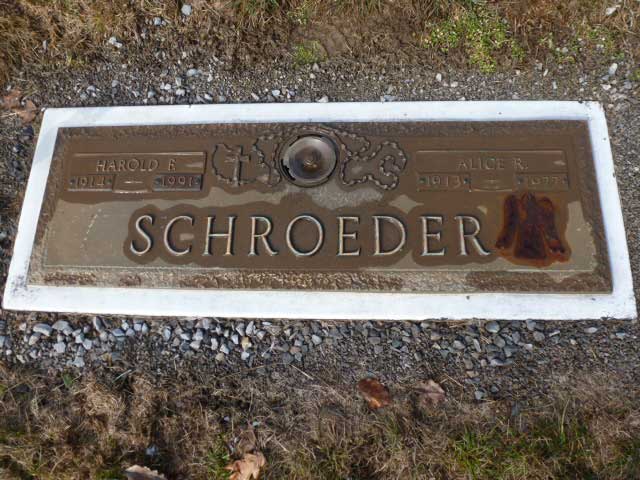 HAROLD F.
1914 — 1991
ALICE R.
1913 — 1977
SCHROEDER